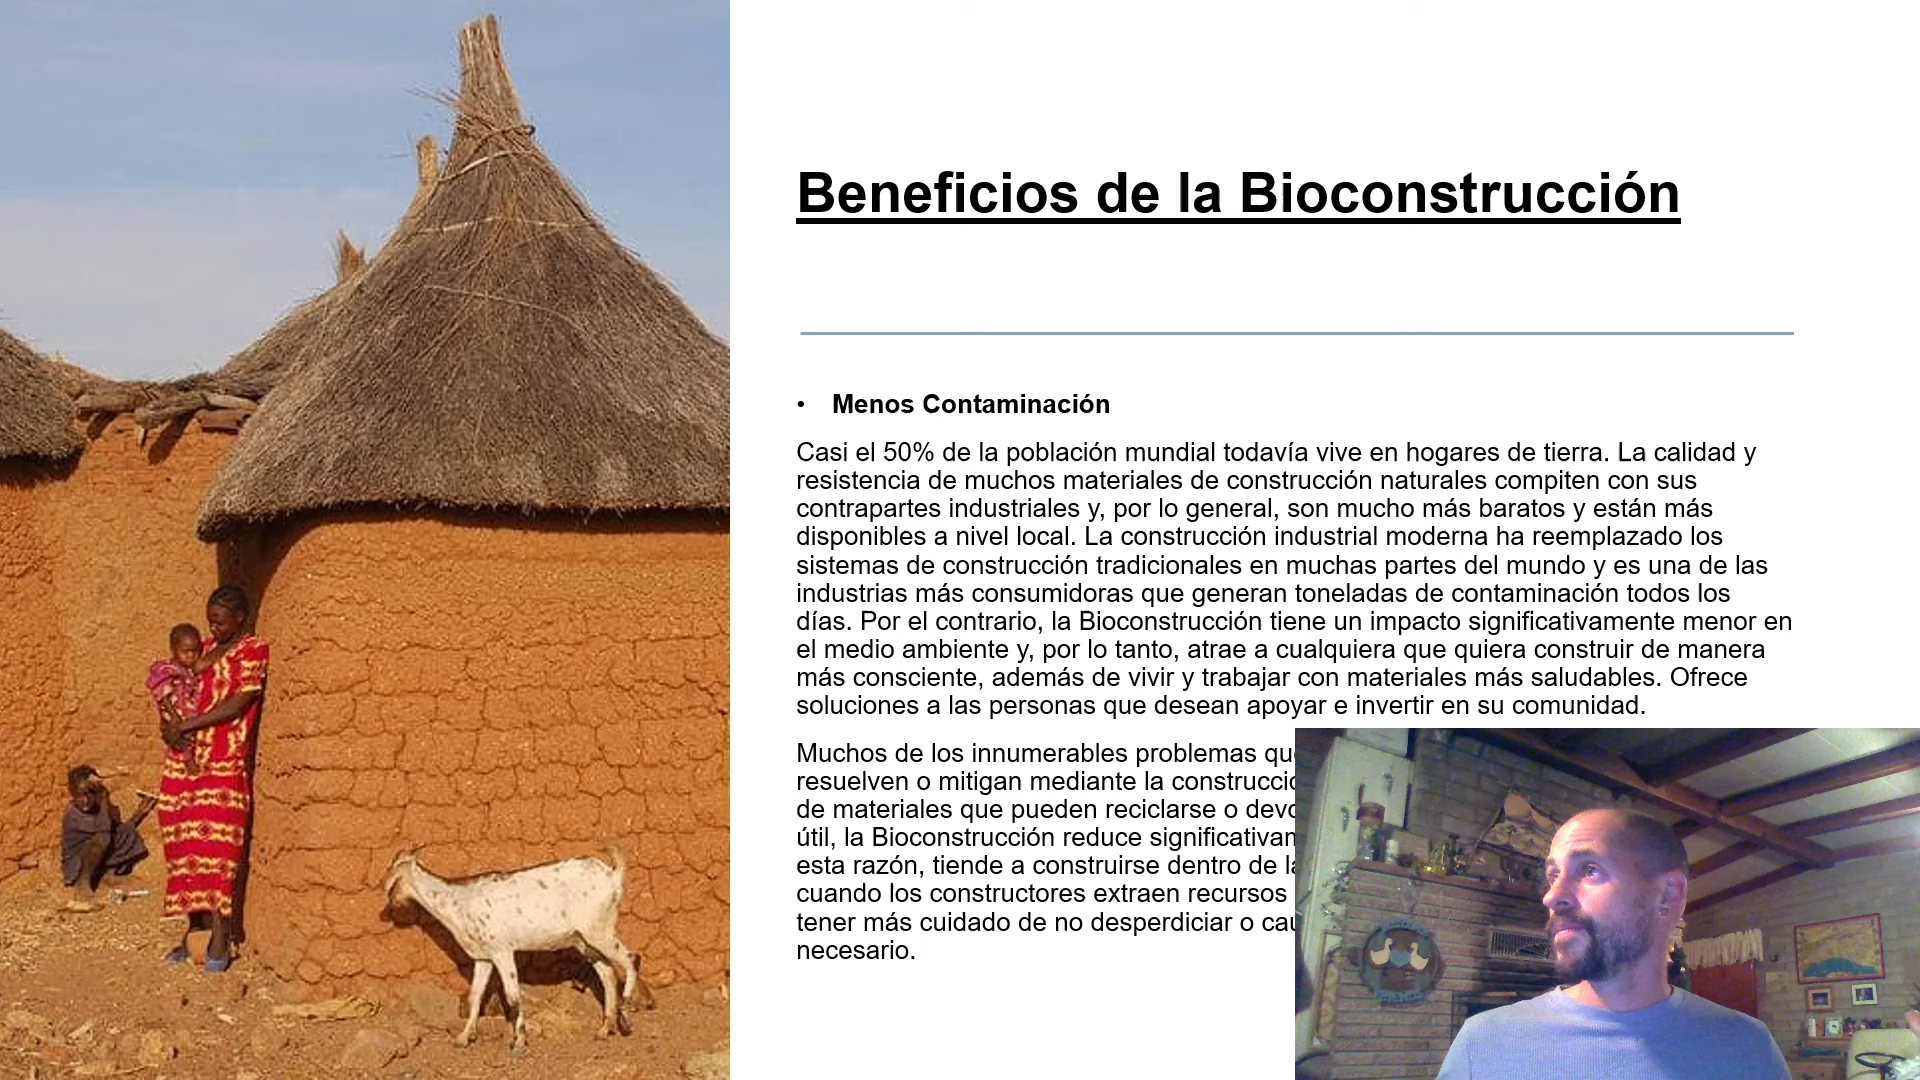 Beneficios de la Bioconstrucción
• Menos Contaminación
Casi el 50% de la población mundial todavía vive en hogares de tierra. La calidad y
resistencia de muchos materiales de construcción naturales compiten con sus
contrapartes industriales y, por lo general, son mucho más baratos y están más
disponibles a nivel local. La construcción industrial moderna ha reemplazado los
sistemas de construcción tradicionales en muchas partes del mundo y es una de las
industrias más consumidoras que generan toneladas de contaminación todos los
días. Por el contrario, la Bioconstrucción tiene un impacto significativamente menor en
el medio ambiente y, por lo tanto, atrae a cualquiera que quiera construir de manera
más consciente, además de vivir y trabajar con materiales más saludables. Ofrece
soluciones a las personas que desean apoyar e invertir en su comunidad.
Muchos de los innumerables problemas
resuelven o mitigan mediante la
de materiales que pueden reciclarse o
útil, la Bioconstrucción reduce
esta razón, tiende a construirse dentro de
cuando los constructores extraen recursos
tener más cuidado de no desperdiciar o
necesario.